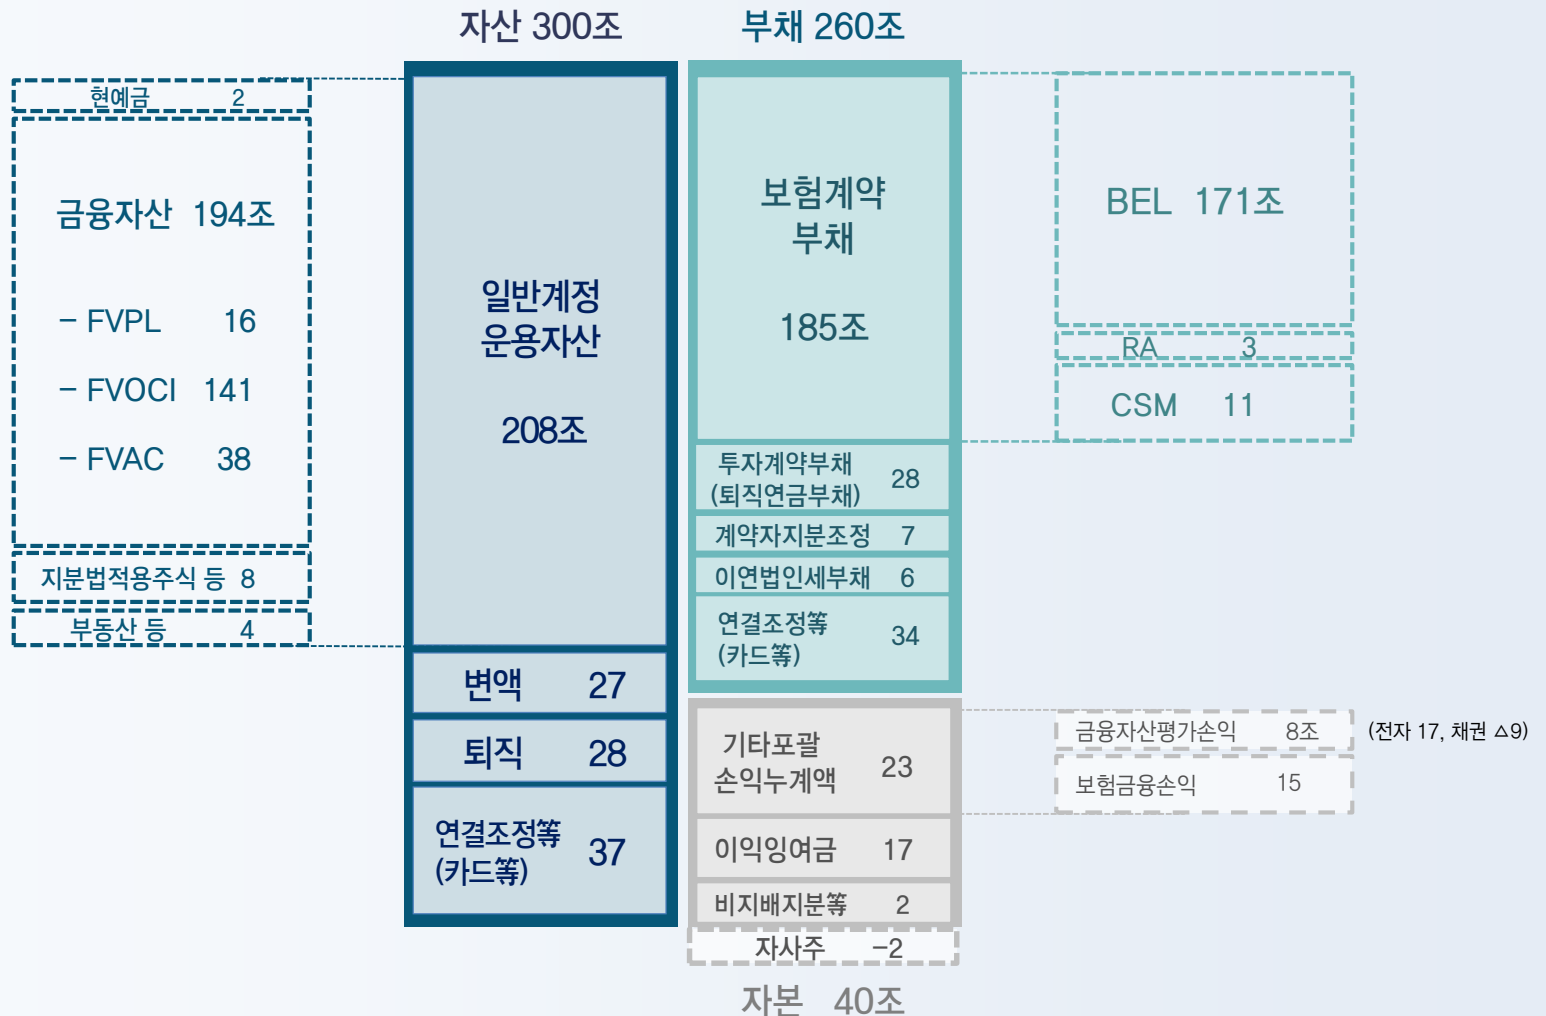 자산 300조
부채 260조
현예금 2
금융자산 194조
- FVPL 16
- FVOCI 141
- FVAC 38
지분법적용주식 등 8
부동산 등 4
일반계정
운용자산
208조
변액 27
퇴직 28
연결조정等
(카드等) 37
보험계약
부채
185조
투자계약부채
(퇴직연금부채) 28
계약자지분조정 7
이연법인세부채 6
연결조정等
(카드等) 34
BEL 171조
RA 3
CSM 11
기타포괄
손익누계액 23
이익잉여금 17
비지배지분等 2
자사주 -2
자본 40조
금융자산평가손익 8조 (전자 17, 채권 △9)
보험금융손익 15